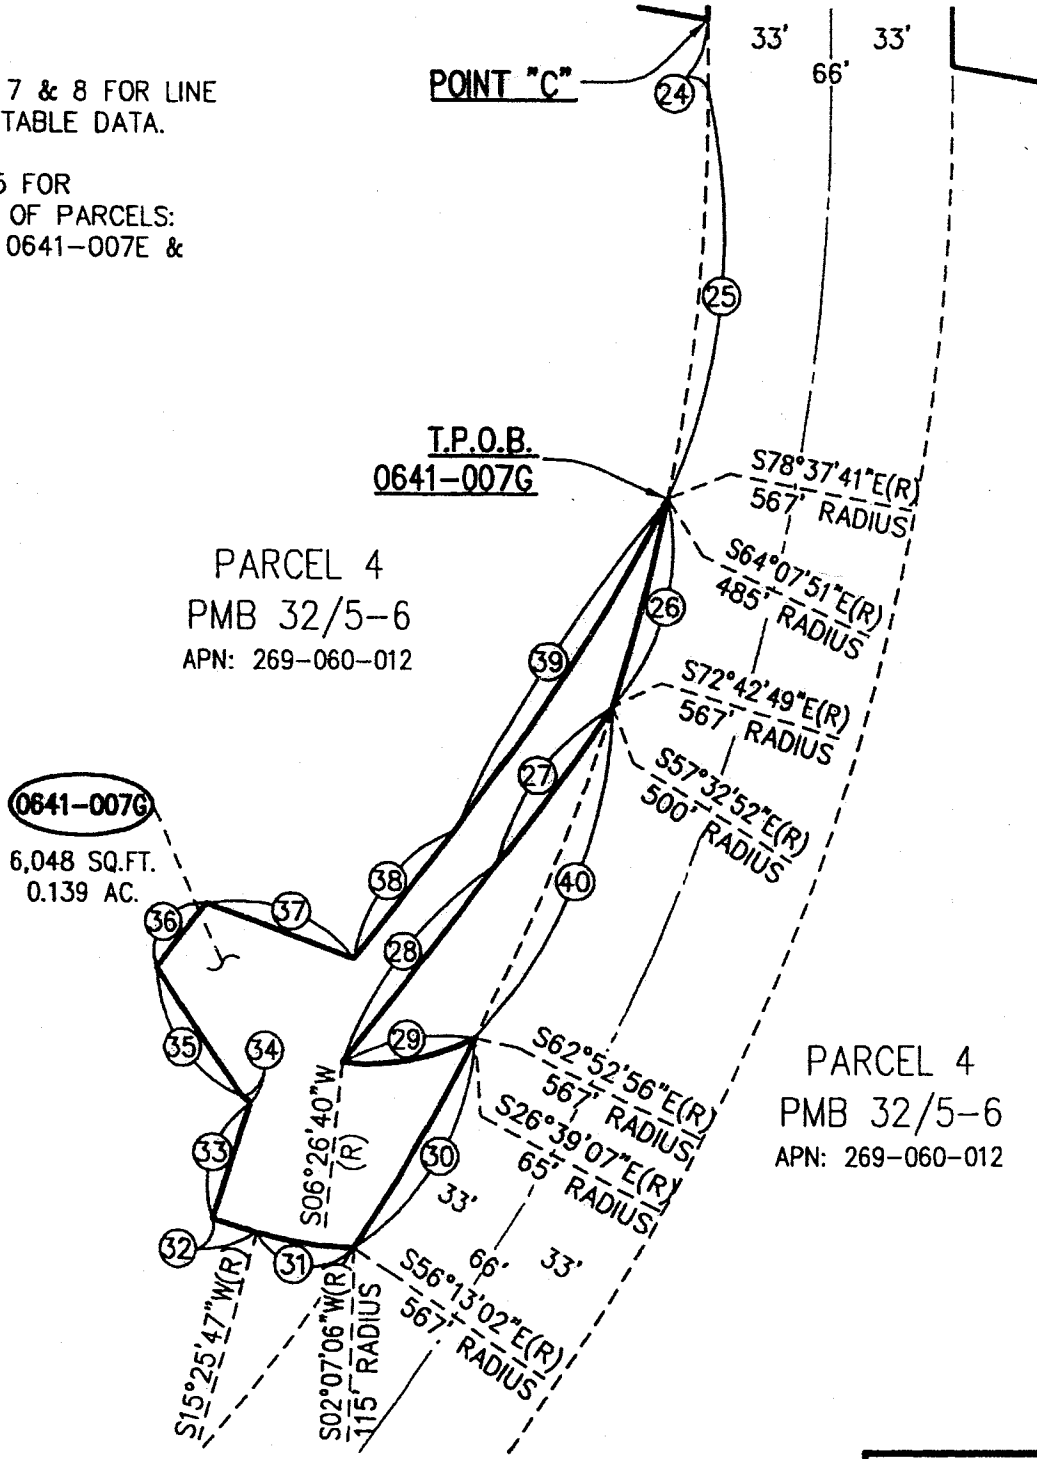 33' 33'
66'
POINT "C"
24
7 & 8 FOR LINE
TABLE DATA.
5 FOR
OF PARCELS:
0641-007E &
25
T.P.O.B.
0641-007G
S78°37'41"E(R)
567' RADIUS
S64°07'51"E(R)
485' RADIUS
PARCEL 4
PMB 32/5-6
APN: 269-060-012
26
39
S72°42'49"E(R)
567' RADIUS
S57°32'52"E(R)
500' RADIUS
27
0641-007G
6,048 SQ.FT.
0.139 AC.
38
40
36
37
28
35
34
29
S62°52'56"E(R)
567' RADIUS
S26°39'07"E(R)
65' RADIUS
PARCEL 4
PMB 32/5-6
APN: 269-060-012
S06°26'40"W
(R)
33
30
33'
66'
33'
32
31
S56°13'02"E(R)
567' RADIUS
S15°25'47"W(R)
S02°07'06"W(R)
115' RADIUS